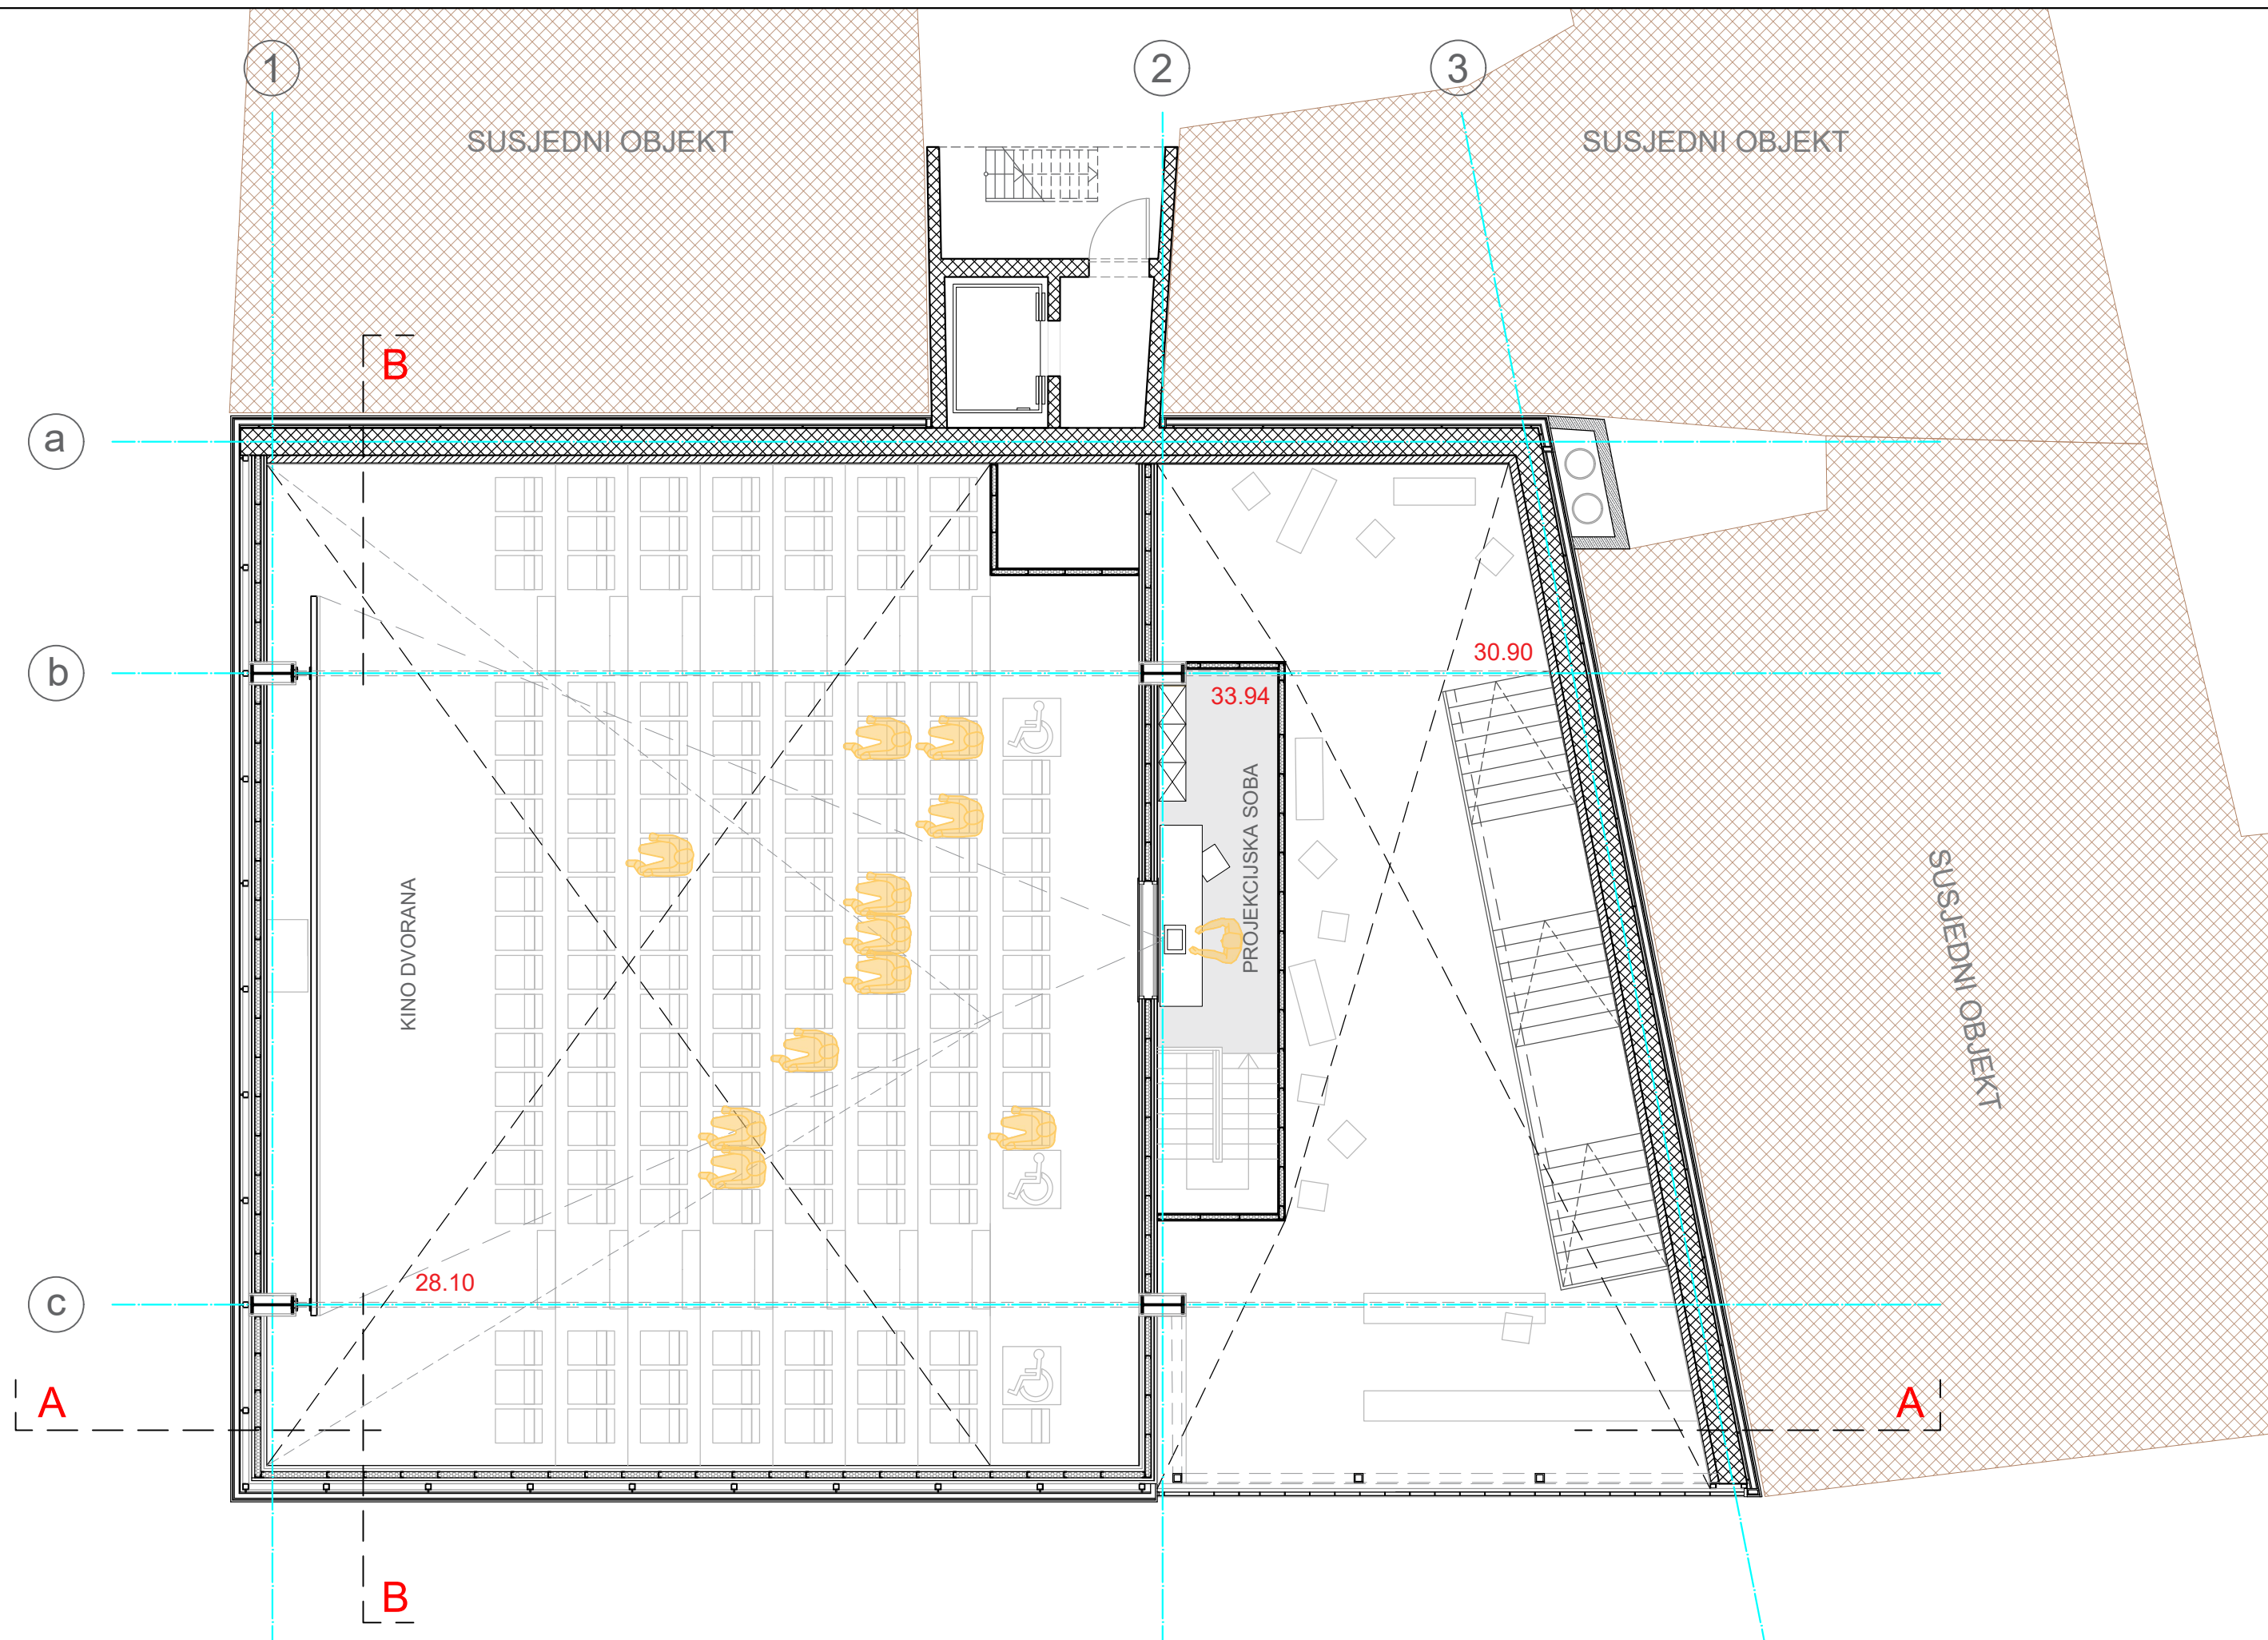 1
2
3
SUSJEDNI OBJEKT
SUSJEDNI OBJEKT
B
a
b
30.90
33.94
PROJEKCIJSKA SOBA
KINO DVORANA
SUSJEDNI OBJEKT
28.10
c
A
A
B